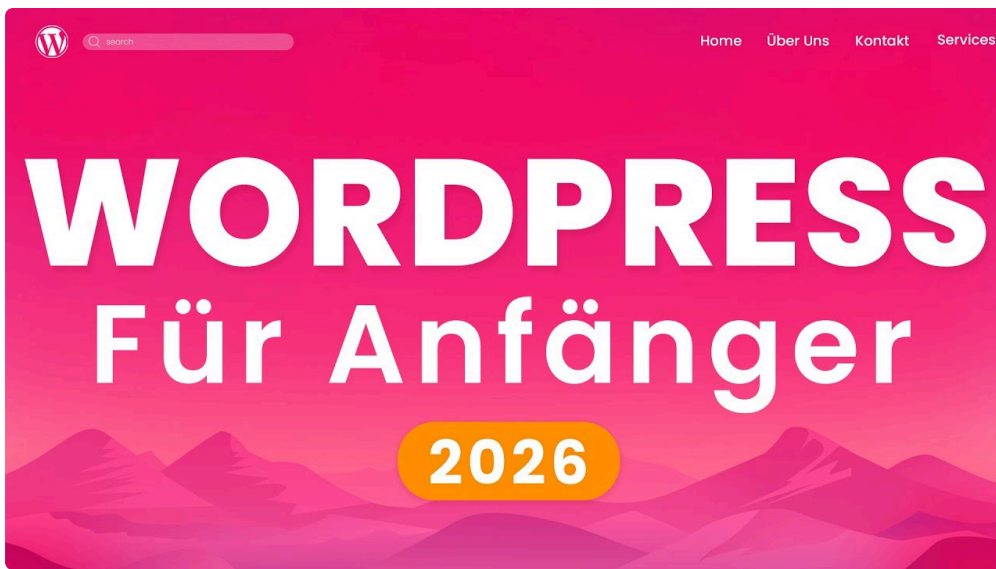 search
Home Über Uns Kontakt Services
WORDPRESS
Für Anfänger
2026